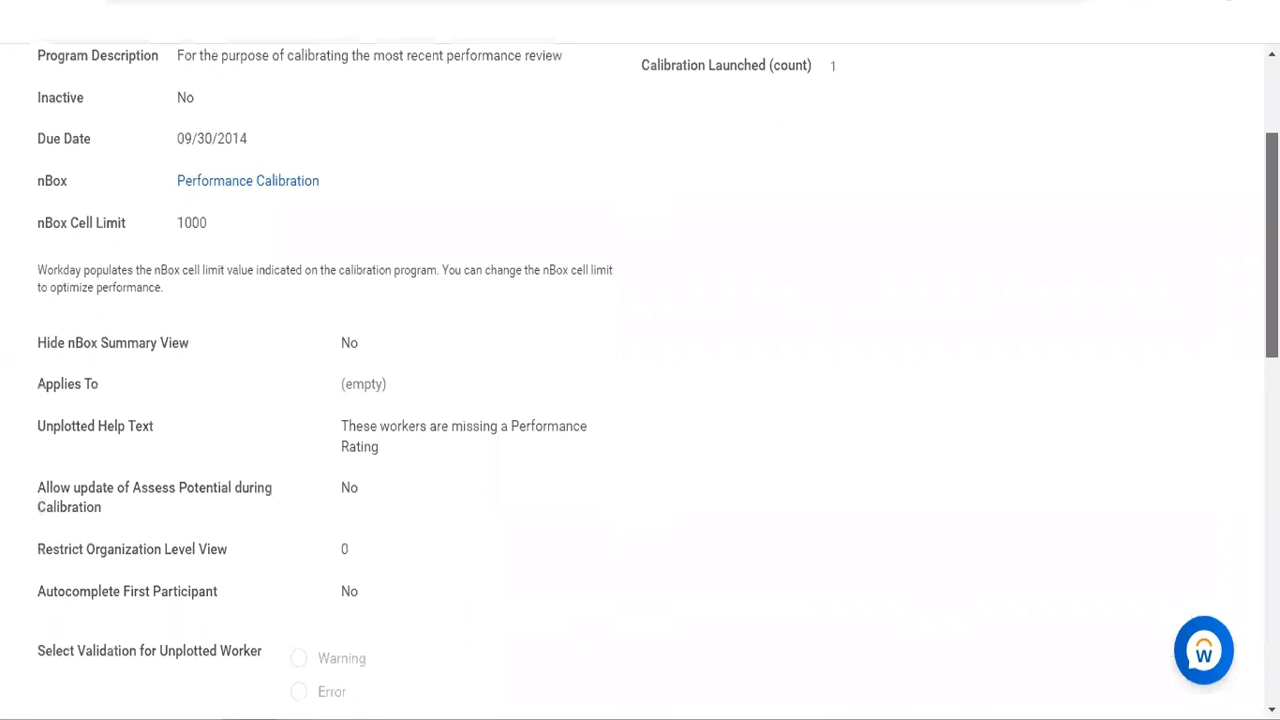 Program Description For the purpose of calibrating the most recent performance review
Calibration Launched (count) 1
Inactive No
Due Date 09/30/2014
nBox Performance Calibration
nBox Cell Limit 1000
Workday populates the nBox cell limit value indicated on the calibration program. You can change the nBox cell limit
to optimize performance.
Hide nBox Summary View No
Applies To (empty)
Unplotted Help Text These workers are missing a Performance
Rating
Allow update of Assess Potential during No
Calibration
Restrict Organization Level View 0
Autocomplete First Participant No
Select Validation for Unplotted Worker Warning
Error
W